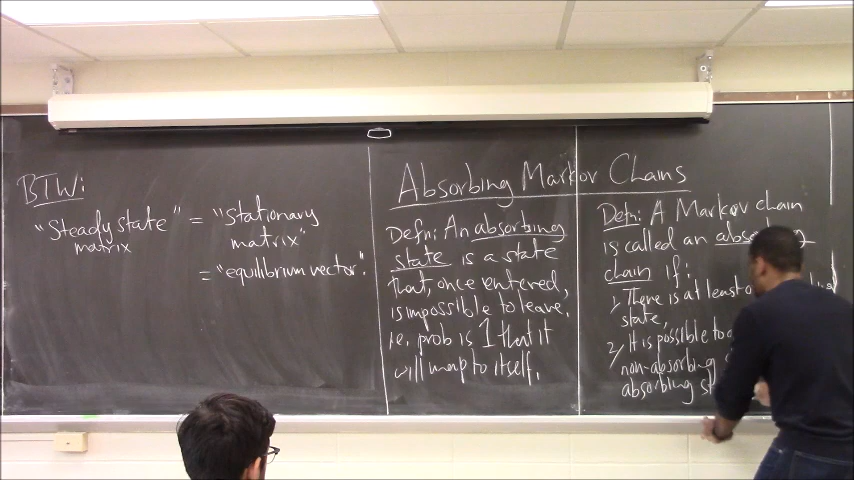 BTW:
"Steady state" = "stationary
matrix matrix"
= "equilibrium vector".
Absorbing Markov Chains
Defn: An absorbing
state is a state
that, once entered,
is impossible to leave,
i.e. prob is 1 that it
will map to itself.
Defn: A Markov chain
is called an
chain if:
1, There is at least
state,
2, It is possible to
non-absorbing
absorbing